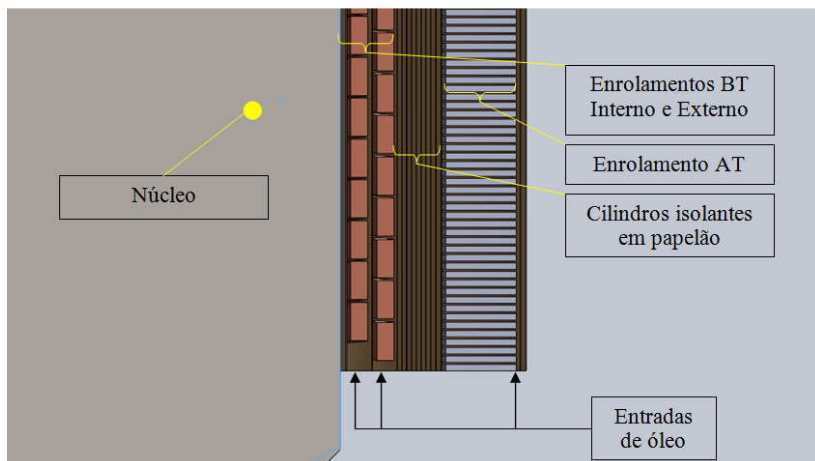 Enrolamentos BT
Interno e Externo
Enrolamento AT
Núcleo
Cilindros isolantes
em papelão
Entradas
de óleo